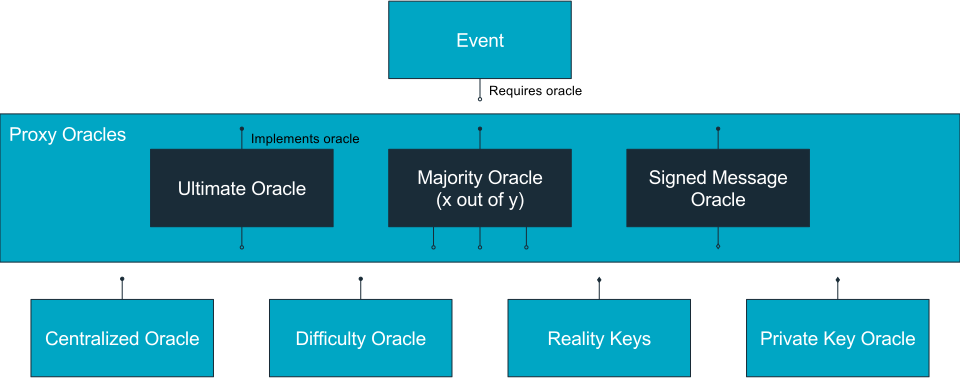 Event
Requires oracle
Proxy Oracles
Implements oracle
Ultimate Oracle
Majority Oracle
(x out of y)
Signed Message
Oracle
Centralized Oracle
Difficulty Oracle
Reality Keys
Private Key Oracle